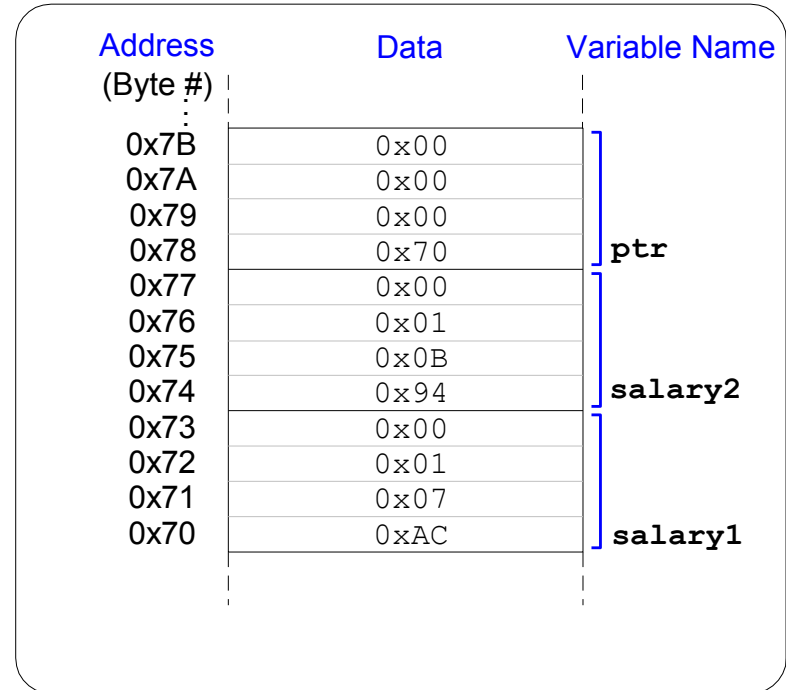 Address Data Variable Name
(Byte #)
⋮
0x7B 0x00
0x7A 0x00
0x79 0x00
0x78 0x70 ptr
0x77 0x00
0x76 0x01
0x75 0x0B
0x74 0x94 salary2
0x73 0x00
0x72 0x01
0x71 0x07
0x70 0xAC salary1